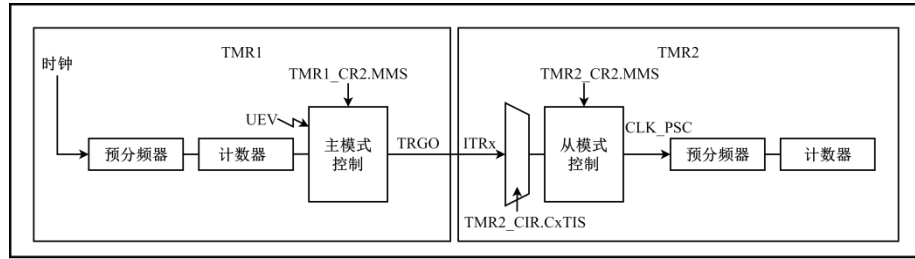 TMR1
TMR2
时钟
TMR1_CR2.MMS
TMR2_CR2.MMS
UEV
CLK_PSC
预分频器
计数器
主模式
控制
TRGO
ITRx
从模式
控制
预分频器
计数器
TMR2_CIR.CxTIS